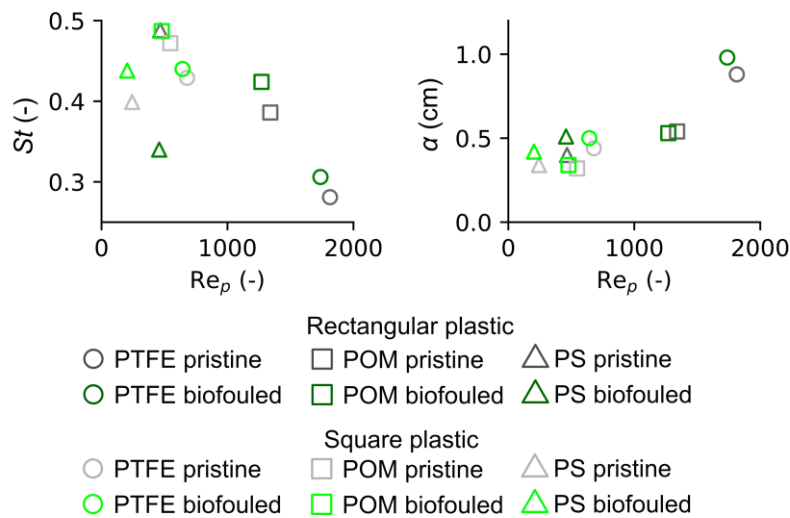 0.5
0.4
0.3
St (-)
0
1000
2000
Re_p (-)
1.0
0.5
0.0
α (cm)
0
1000
2000
Re_p (-)
Rectangular plastic
PTFE pristine
POM pristine
PS pristine
PTFE biofouled
POM biofouled
PS biofouled
Square plastic
PTFE pristine
POM pristine
PS pristine
PTFE biofouled
POM biofouled
PS biofouled